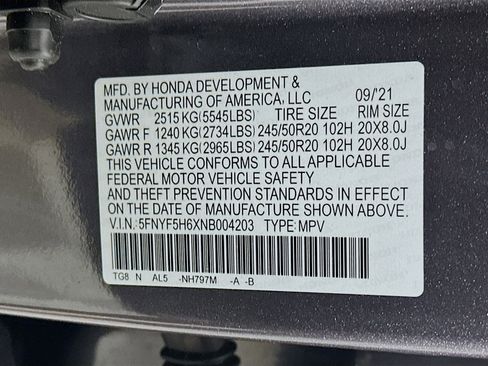 MFD. BY HONDA DEVELOPMENT &
MANUFACTURING OF AMERICA, LLC 09/'21
GVWR 2515 KG(5545LBS) TIRE SIZE RIM SIZE
GAWR F 1240 KG(2734LBS) 245/50R20 102H 20X8.0J
GAWR R 1345 KG(2965LBS) 245/50R20 102H 20X8.0J
THIS VEHICLE CONFORMS TO ALL APPLICABLE
FEDERAL MOTOR VEHICLE SAFETY
AND THEFT PREVENTION STANDARDS IN EFFECT
ON THE DATE OF MANUFACTURE SHOWN ABOVE.
V.I.N.: 5FNYF5H6XNB004203 TYPE: MPV
TG8 N AL5 -NH797M -A -B